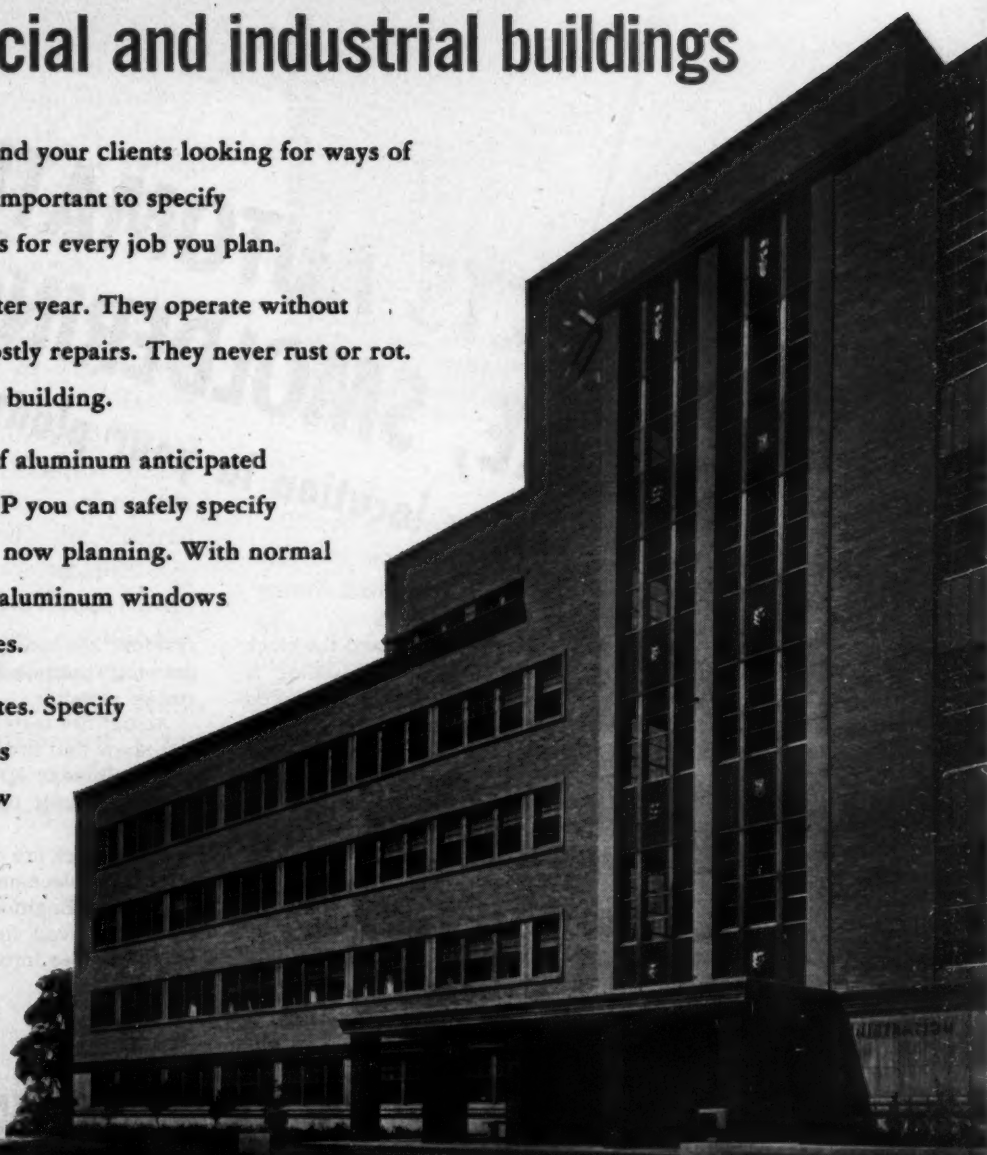 cial and industrial buildings
nd your clients looking for ways of
mportant to specify
s for every job you plan.
ter year. They operate without
ostly repairs. They never rust or rot.
building.
f aluminum anticipated
P you can safely specify
now planning. With normal
aluminum windows
es.
tes. Specify
s
w